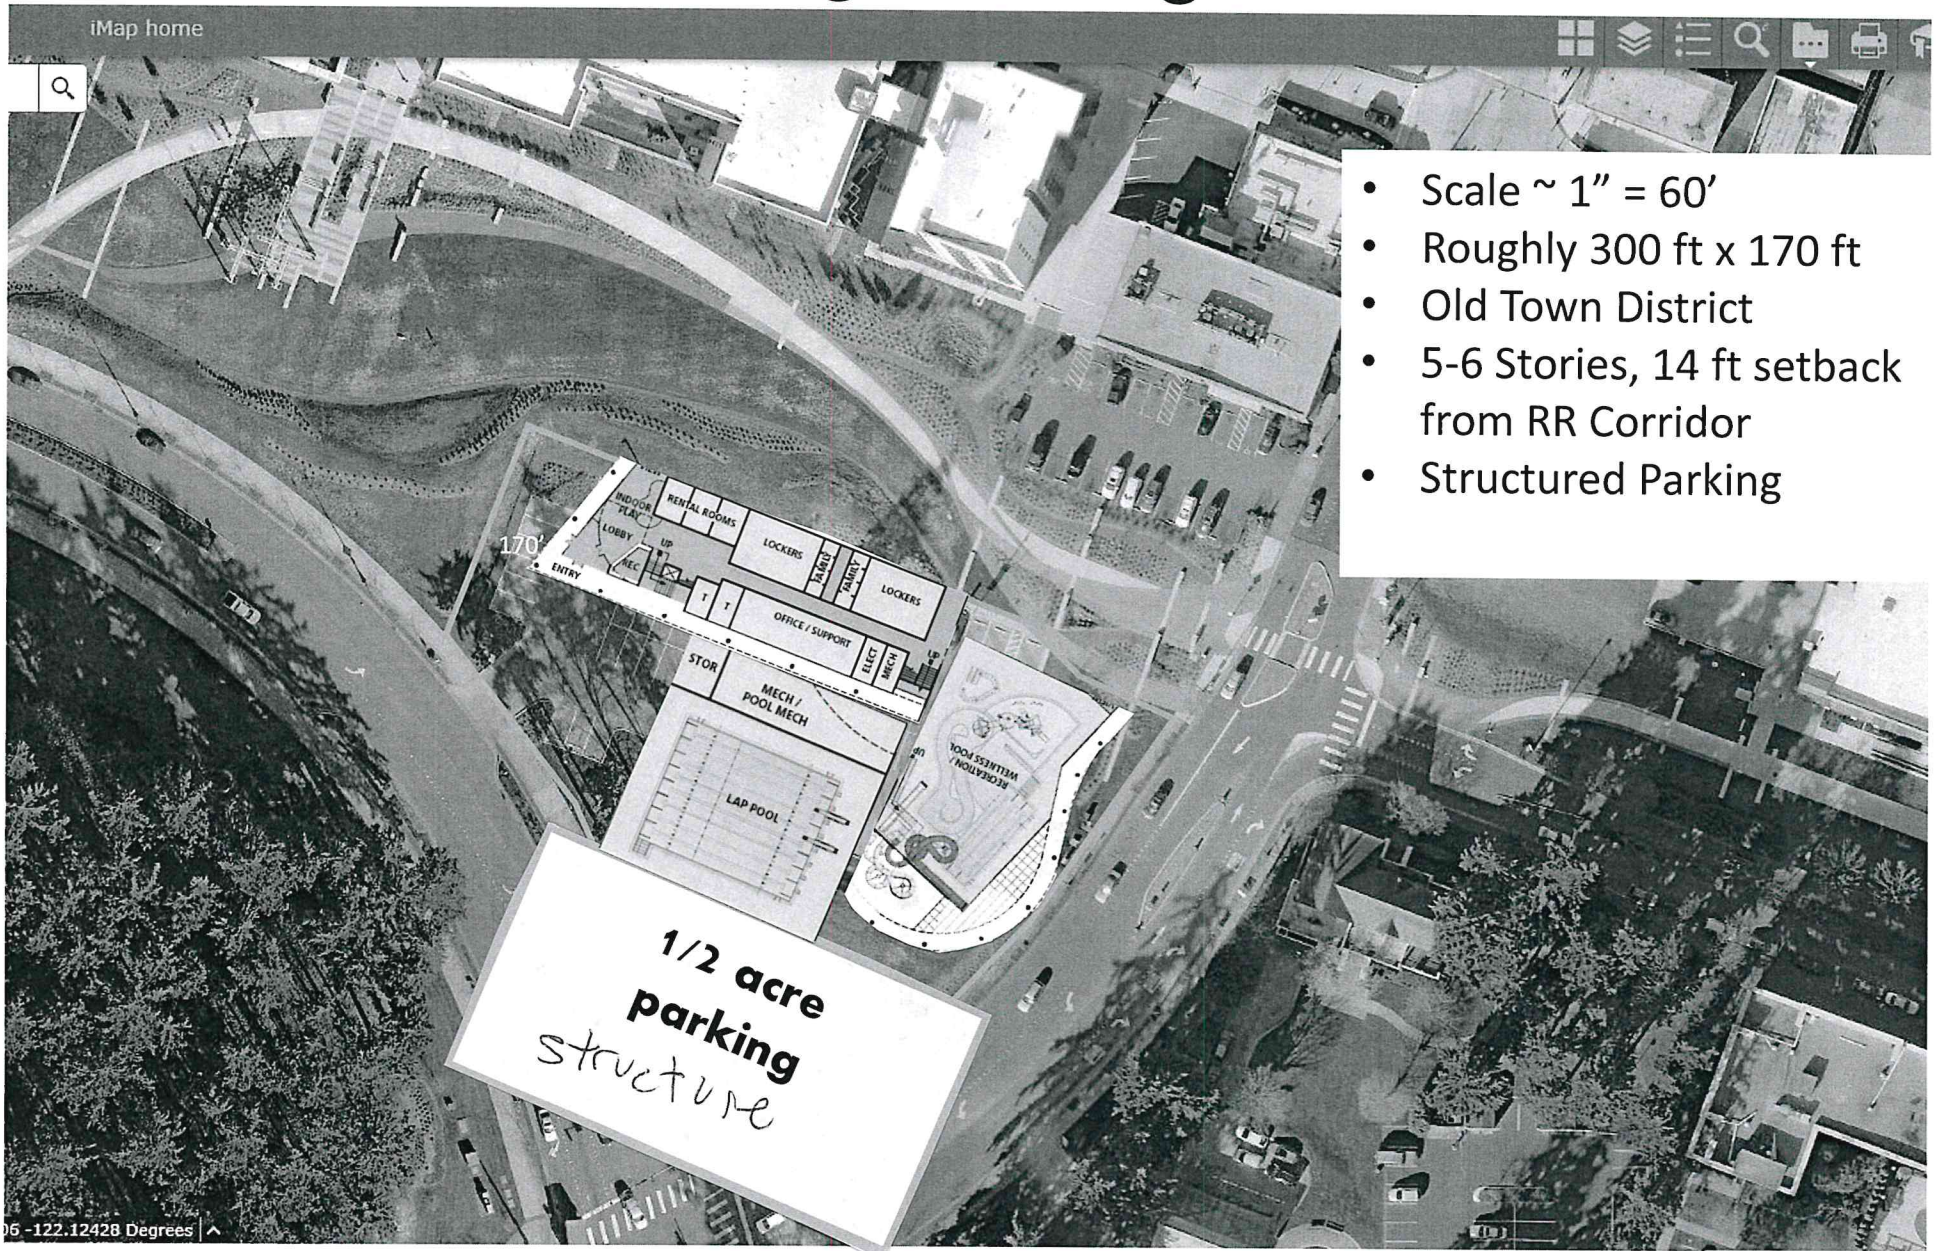 iMap home
• Scale ~ 1” = 60’
• Roughly 300 ft x 170 ft
• Old Town District
• 5-6 Stories, 14 ft setback
from RR Corridor
• Structured Parking
INDOOR
PLAY
RENTAL ROOMS
LOBBY
UP
REC
170'
ENTRY
LOCKERS
FAMILY
FAMILY
LOCKERS
T
T
OFFICE / SUPPORT
ELECT
MECH
UP
STOR
MECH /
POOL MECH
UP
RECREATION /
WELLNESS POOL
LAP POOL
1/2 acre
parking
structure
06 -122.12428 Degrees